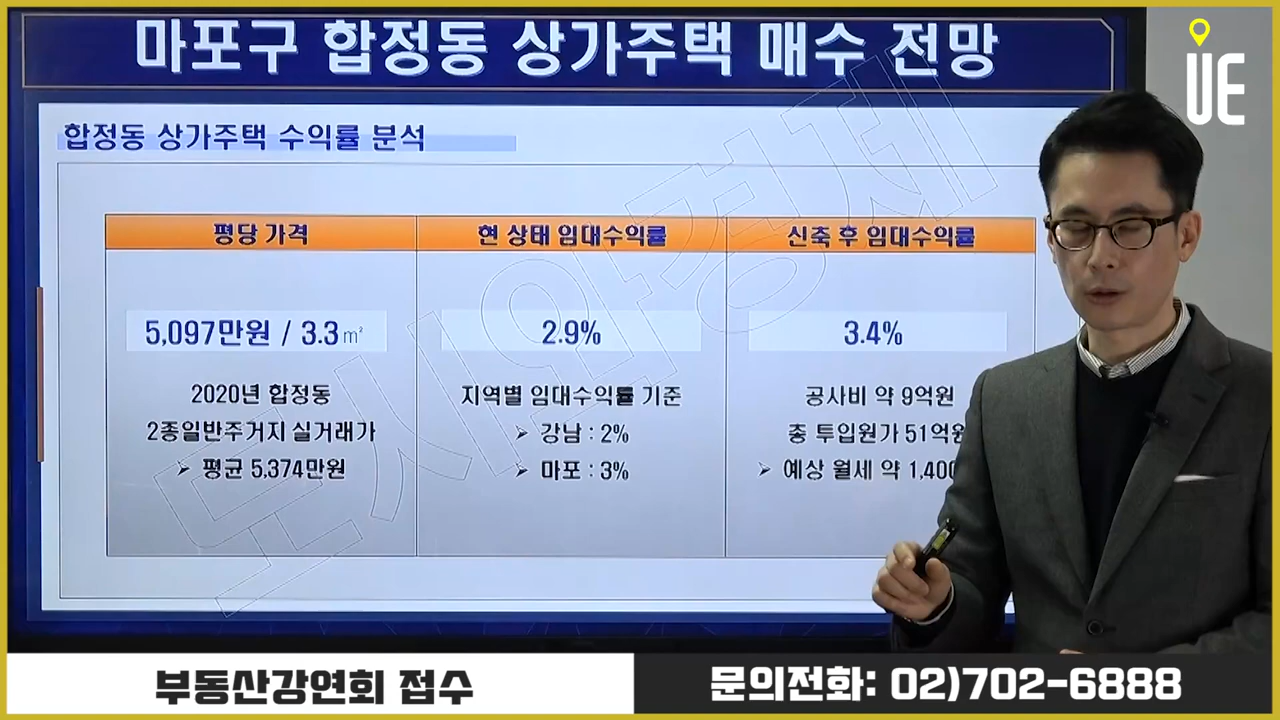 마포구 합정동 상가주택 매수 전망
UE
합정동 상가주택 수익률 분석
평당 가격
현 상태 임대수익률
신축 후 임대수익률
5,097만원 / 3.3㎡
2.9%
3.4%
2020년 합정동
2종일반주거지 실거래가
➢ 평균 5,374만원
지역별 임대수익률 기준
➢ 강남 : 2%
➢ 마포 : 3%
공사비 약 9억원
총 투입원가 51억원
➢ 예상 월세 약 1,400
도시와경제
부동산강연회 접수
문의전화: 02)702-6888